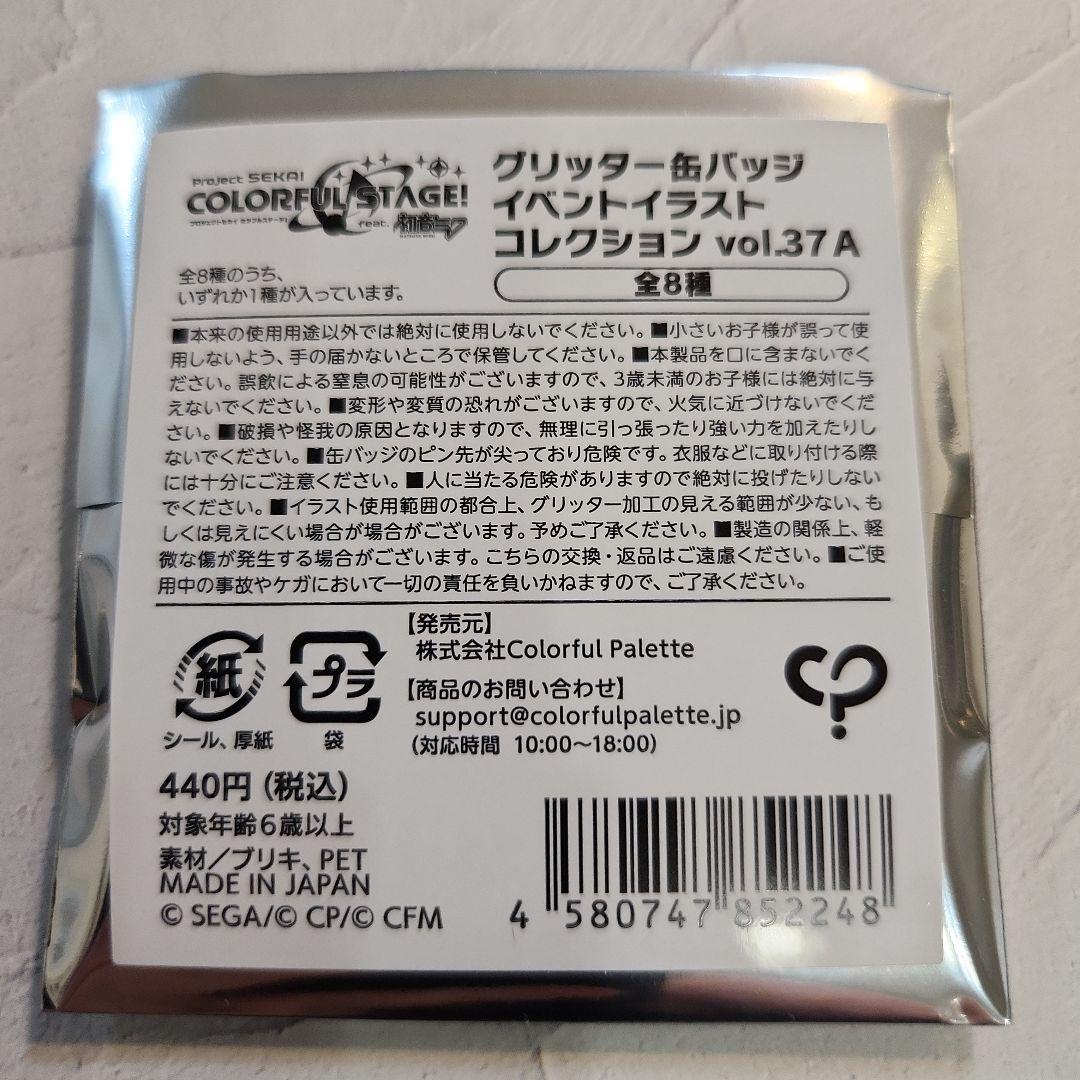 Project SEKAI
COLORFUL STAGE!
プロジェクトセカイ カラフルステージ!
feat. 初音ミク
HATSUNE MIKU
グリッター缶バッジ
イベントイラスト
コレクション vol.37 A
全8種
全8種のうち、
いずれか1種が入っています。
■本来の使用用途以外では絶対に使用しないでください。■小さいお子様が誤って使
用しないよう、手の届かないところで保管してください。■本製品を口に含まないでく
ださい。誤飲による窒息の可能性がございますので、3歳未満のお子様には絶対に与
えないでください。■変形や変質の恐れがございますので、火気に近づけないでくだ
さい。■破損や怪我の原因となりますので、無理に引っ張ったり強い力を加えたりし
ないでください。■缶バッジのピン先が尖っており危険です。衣服などに取り付ける際
には十分にご注意ください。■人に当たる危険がありますので絶対に投げたりしない
でください。■イラスト使用範囲の都合上、グリッター加工の見える範囲が少ない、も
しくは見えにくい場合が場合がございます。予めご了承ください。■製造の関係上、軽
微な傷が発生する場合がございます。こちらの交換・返品はご遠慮ください。■ご使
用中の事故やケガにおいて一切の責任を負いかねますので、ご了承ください。
紙
シール、厚紙
プラ
袋
【発売元】
株式会社Colorful Palette
【商品のお問い合わせ】
support@colorfulpalette.jp
(対応時間 10:00～18:00)
440円(税込)
対象年齢6歳以上
素材/ブリキ、PET
MADE IN JAPAN
© SEGA/© CP/© CFM
4 580747 852248